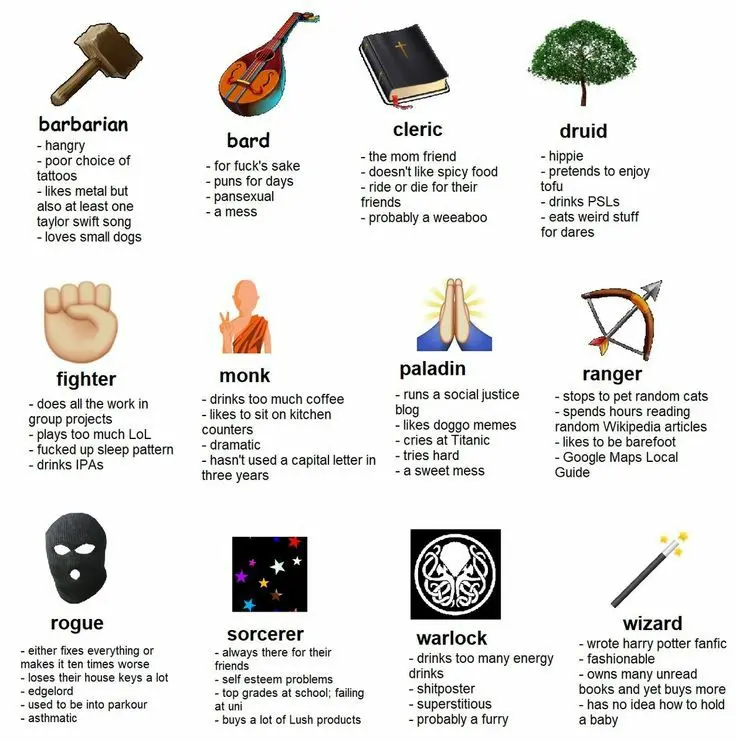 barbarian
- hangry
- poor choice of
tattoos
- likes metal but
also at least one
taylor swift song
- loves small dogs
bard
- for fuck's sake
- puns for days
- pansexual
- a mess
cleric
- the mom friend
- doesn't like spicy food
- ride or die for their
friends
- probably a weeaboo
druid
- hippie
- pretends to enjoy
tofu
- drinks PSLs
- eats weird stuff
for dares
fighter
- does all the work in
group projects
- plays too much LoL
- fucked up sleep pattern
- drinks IPAs
monk
- drinks too much coffee
- likes to sit on kitchen
counters
- dramatic
- hasn't used a capital letter in
three years
paladin
- runs a social justice
blog
- likes doggo memes
- cries at Titanic
- tries hard
- a sweet mess
ranger
- stops to pet random cats
- spends hours reading
random Wikipedia articles
- likes to be barefoot
- Google Maps Local
Guide
rogue
- either fixes everything or
makes it ten times worse
- loses their house keys a lot
- edgelord
- used to be into parkour
- asthmatic
sorcerer
- always there for their
friends
- self esteem problems
- top grades at school; failing
at uni
- buys a lot of Lush products
warlock
- drinks too many energy
drinks
- shitposter
- superstitious
- probably a furry
wizard
- wrote harry potter fanfic
- fashionable
- owns many unread
books and yet buys more
- has no idea how to hold
a baby